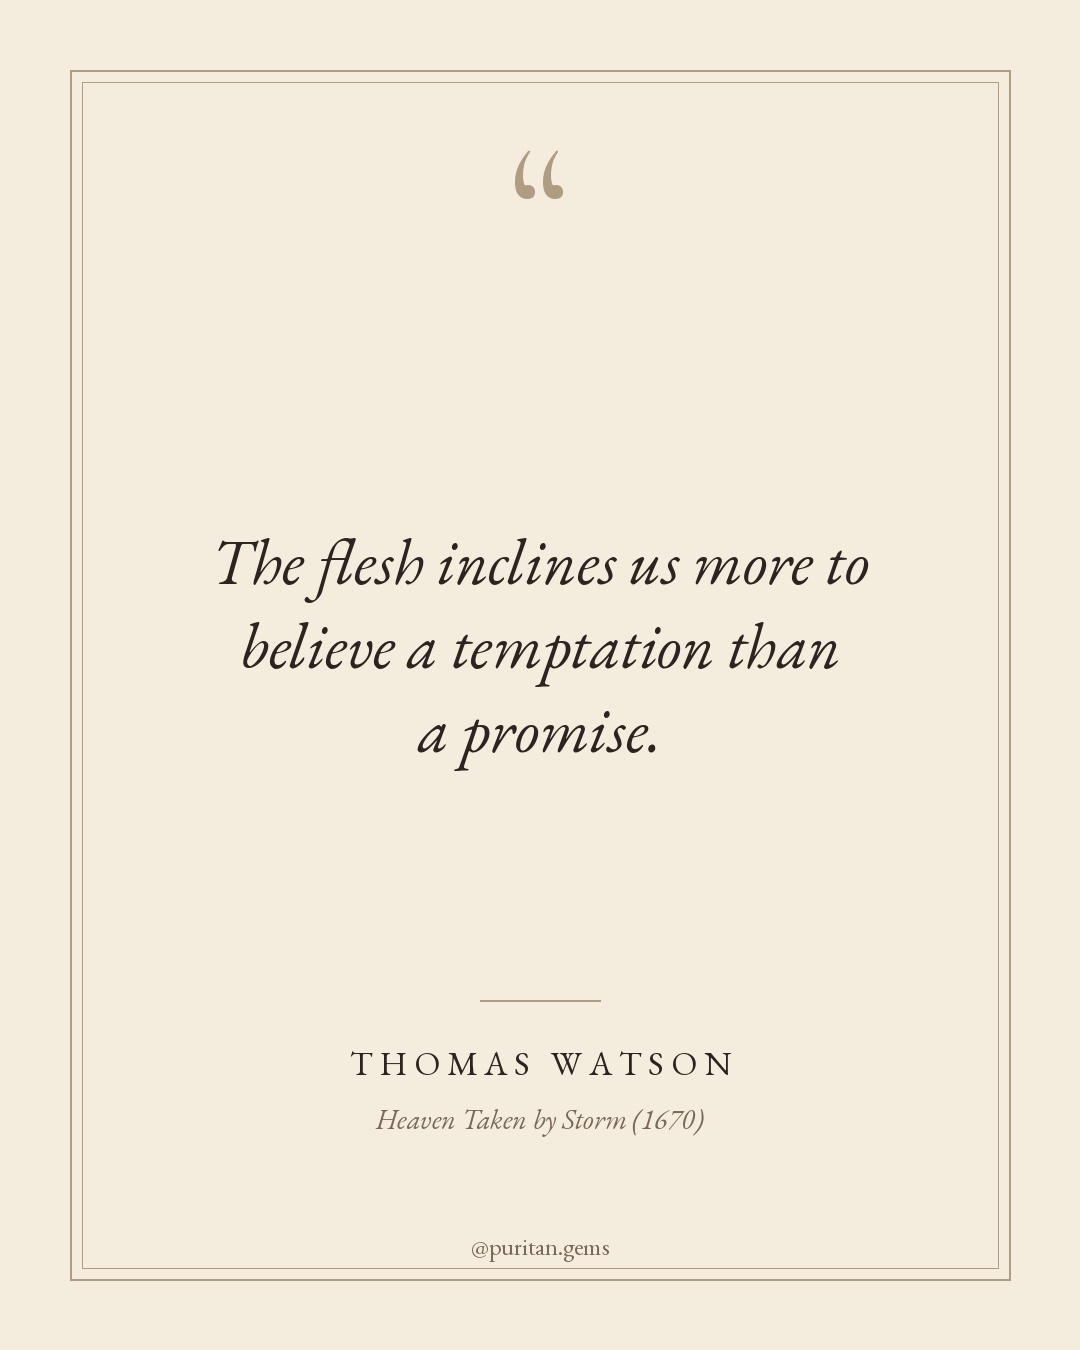 “
The flesh inclines us more to
believe a temptation than
a promise.
THOMAS WATSON
Heaven Taken by Storm (1670)
@puritan.gems